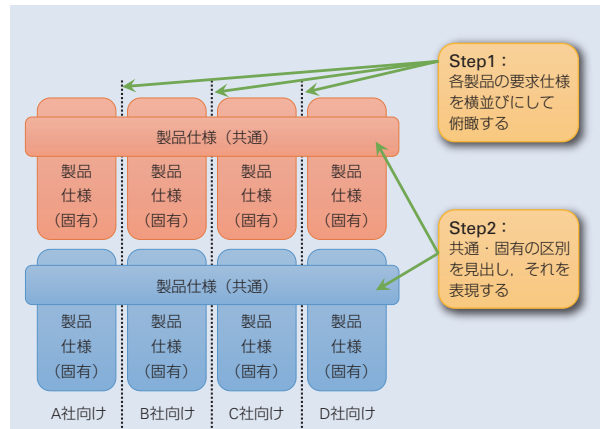 Step1：
各製品の要求仕様
を横並びにして
俯瞰する
製品仕様（共通）
製品 製品 製品 製品
仕様 仕様 仕様 仕様
（固有） （固有） （固有） （固有）
Step2：
共通・固有の区別
を見出し，それを
表現する
製品仕様（共通）
製品 製品 製品 製品
仕様 仕様 仕様 仕様
（固有） （固有） （固有） （固有）
A社向け B社向け C社向け D社向け